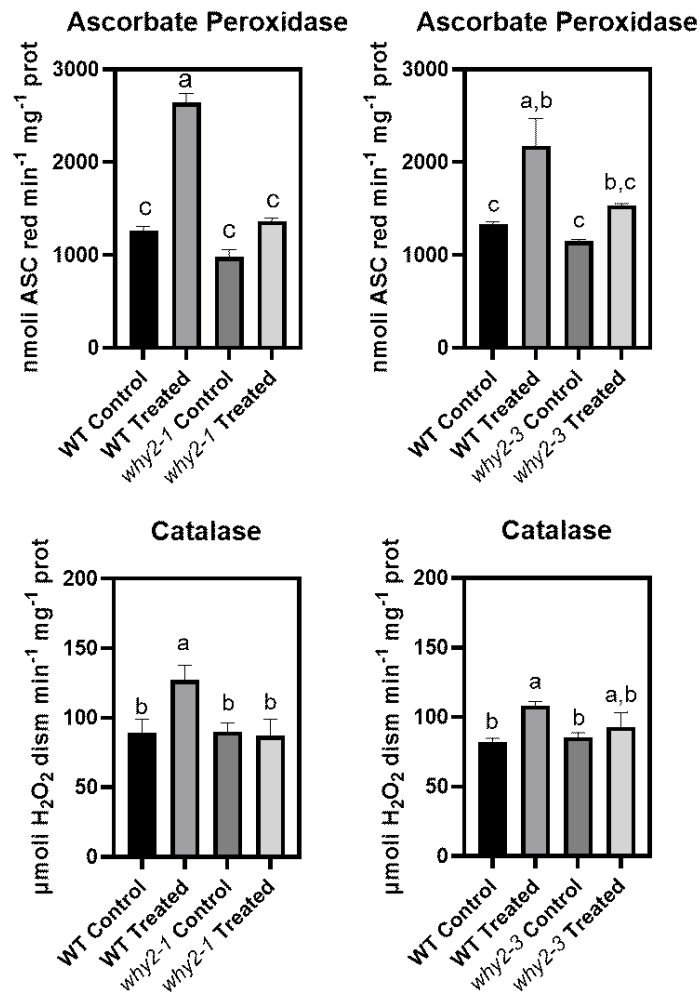 Ascorbate Peroxidase
nmoli ASC red min⁻¹ mg⁻¹ prot
3000
2000
1000
0
c
a
c
c
WT Control
WT Treated
why2-1 Control
why2-1 Treated
Ascorbate Peroxidase
nmoli ASC red min⁻¹ mg⁻¹ prot
3000
2000
1000
0
c
a,b
c
b,c
WT Control
WT Treated
why2-3 Control
why2-3 Treated
Catalase
µmoli H₂O₂ dism min⁻¹ mg⁻¹ prot
200
150
100
50
0
b
a
b
b
WT Control
WT Treated
why2-1 Control
why2-1 Treated
Catalase
µmoli H₂O₂ dism min⁻¹ mg⁻¹ prot
200
150
100
50
0
b
a
b
a,b
WT Control
WT Treated
why2-3 Control
why2-3 Treated